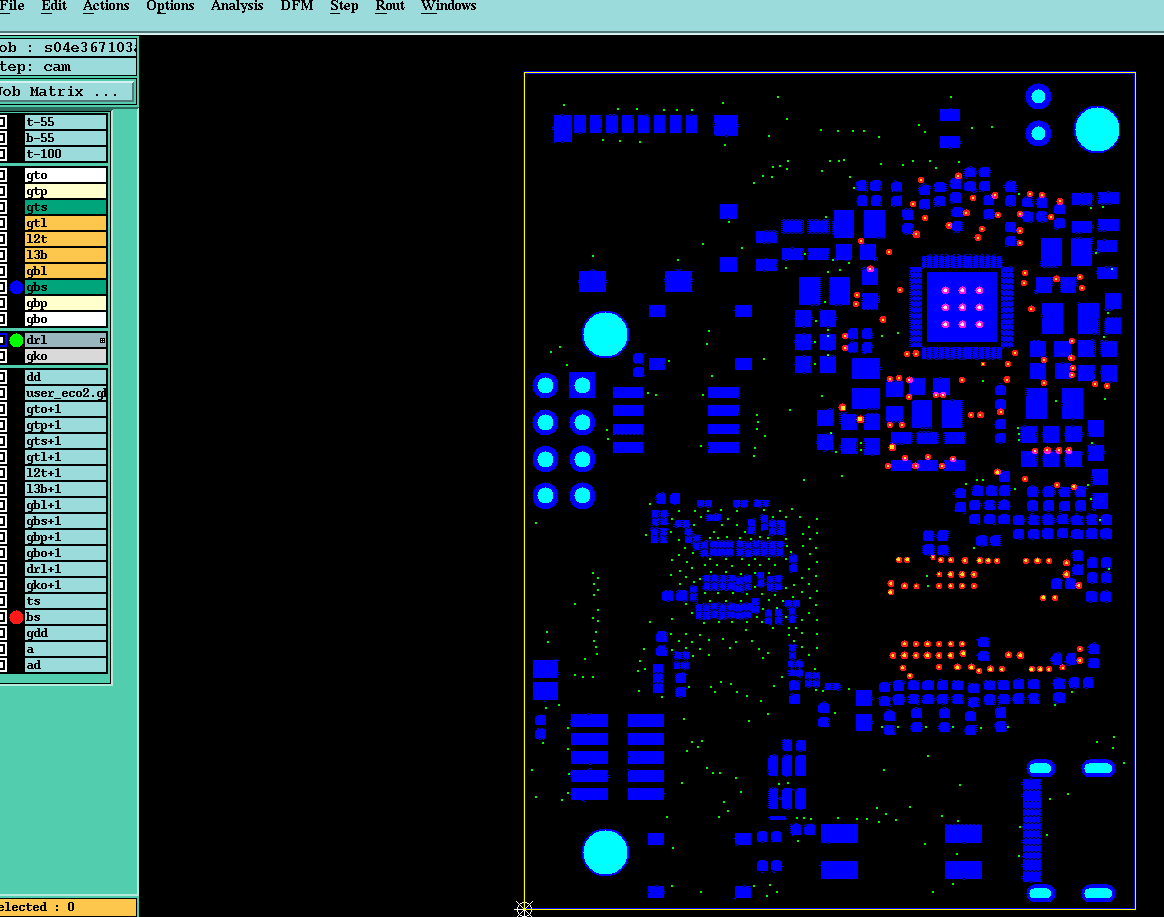 File Edit Actions Options Analysis DFM Step Rout Windows
ob : s04e367103
tep: cam
Job Matrix ...
t-55
b-55
t-100
gto
gtp
gts
gtl
l2t
l3b
gbl
gbs
gbp
gbo
drl
gko
dd
user_eco2.gl
gto+1
gtp+1
gts+1
gtl+1
l2t+1
l3b+1
gbl+1
gbs+1
gbp+1
gbo+1
drl+1
gko+1
ts
bs
gdd
a
ad
elected : 0